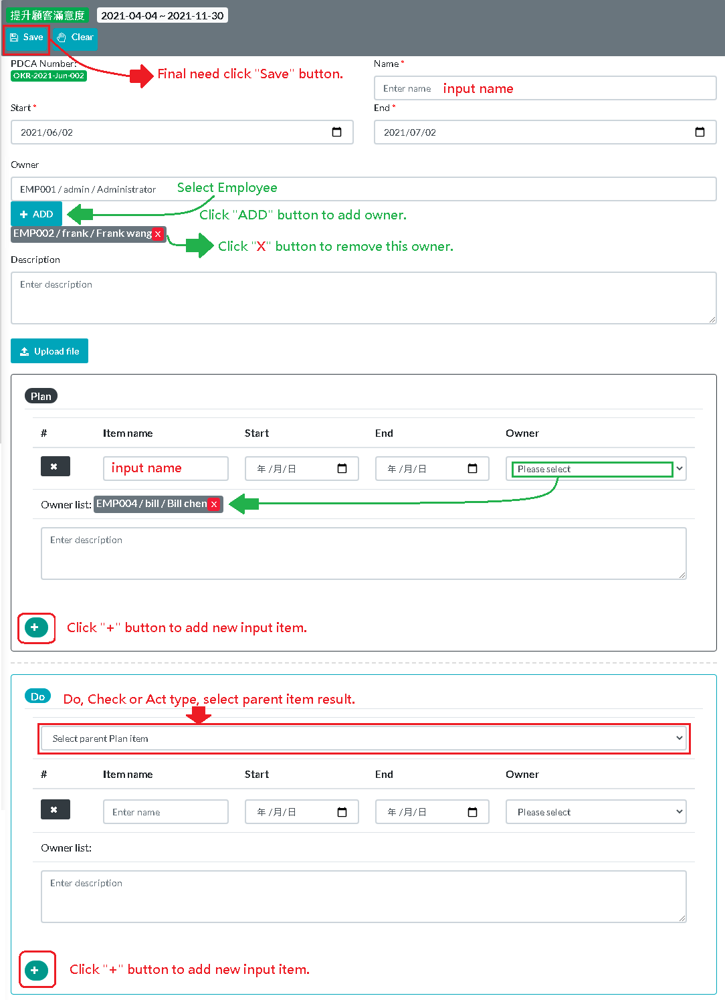 提升顧客滿意度 2021-04-04 ~ 2021-11-30
Save Clear
PDCA Number:
OKR-2021-Jun-002
Final need click "Save" button.
Name *
Enter name input name
Start *
End *
2021/06/02
2021/07/02
Owner
EMP001 / admin / Administrator Select Employee
+ ADD Click "ADD" button to add owner.
EMP002 / frank / Frank wang x
Click "X" button to remove this owner.
Description
Enter description
Upload file
Plan
# Item name Start End Owner
✖ input name 年 /月/日 年 /月/日 Please select
Owner list: EMP004 / bill / Bill chen x
Enter description
+ Click "+" button to add new input item.
Do Do, Check or Act type, select parent item result.
Select parent Plan item
# Item name Start End Owner
✖ Enter name 年 /月/日 年 /月/日 Please select
Owner list:
Enter description
+ Click "+" button to add new input item.